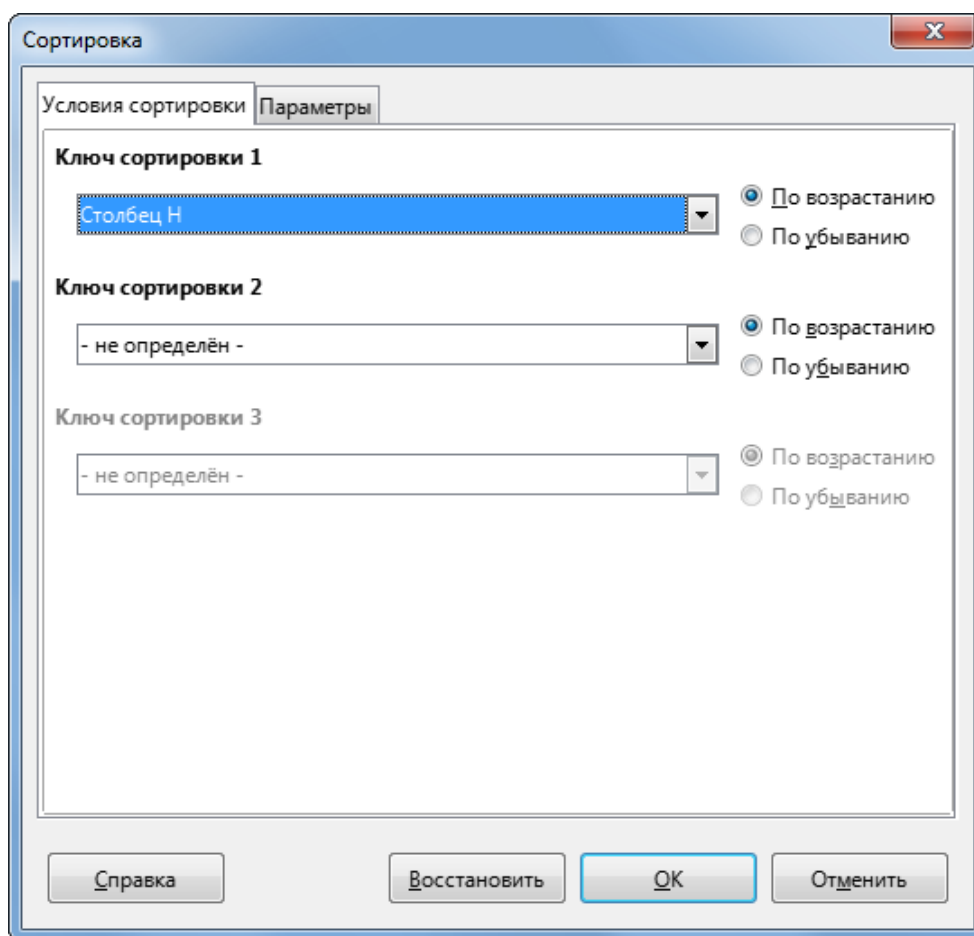 Сортировка
Условия сортировки Параметры
Ключ сортировки 1
Столбец H
По возрастанию
По убыванию
Ключ сортировки 2
- не определён -
По возрастанию
По убыванию
Ключ сортировки 3
- не определён -
По возрастанию
По убыванию
Справка Восстановить OK Отменить